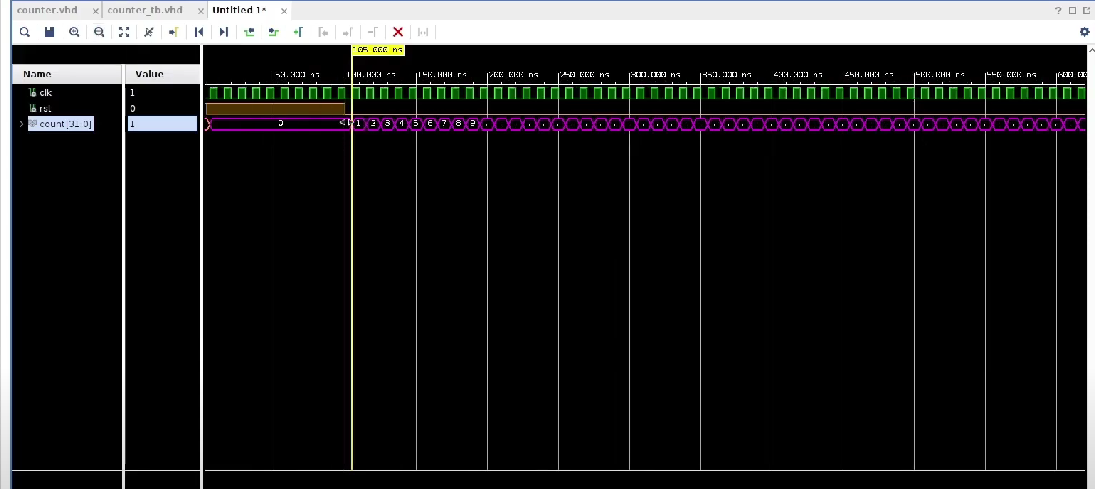 counter.vhd × counter_tb.vhd × Untitled 1* ×
105.000 ns
Name Value
50.000 ns 100.000 ns 150.000 ns 200.000 ns 250.000 ns 300.000 ns 350.000 ns 400.000 ns 450.000 ns 500.000 ns 550.000 ns 600.00
clk 1
rst 0
count[31:0] 1 0 1 2 3 4 5 6 7 8 9